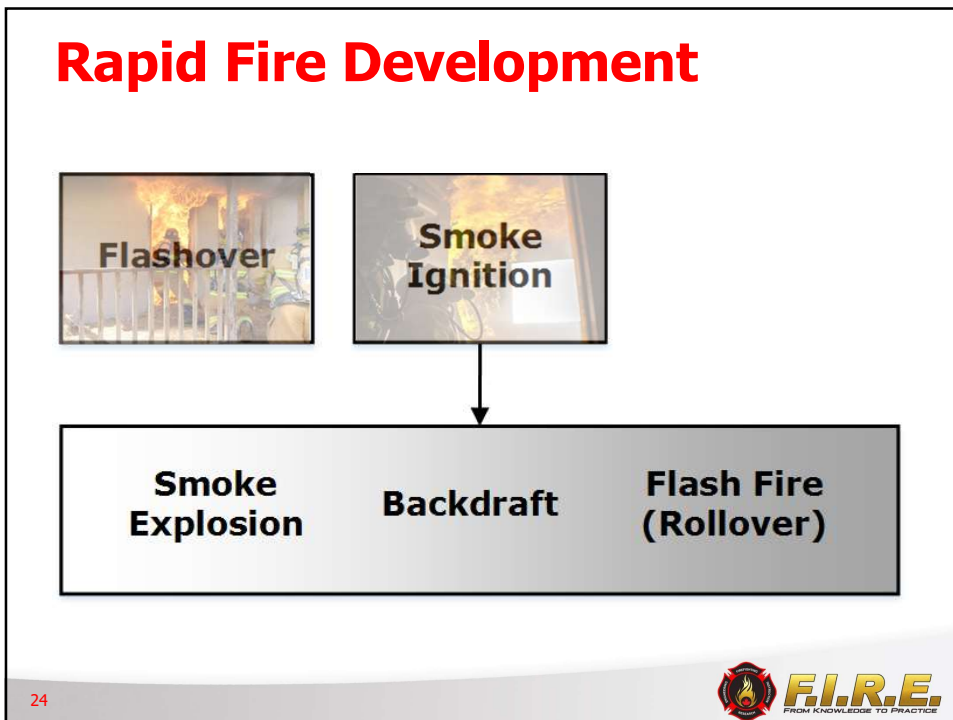 Rapid Fire Development
Flashover
Smoke
Ignition
Smoke
Explosion
Backdraft
Flash Fire
(Rollover)
24
F.I.R.E.
FROM KNOWLEDGE TO PRACTICE